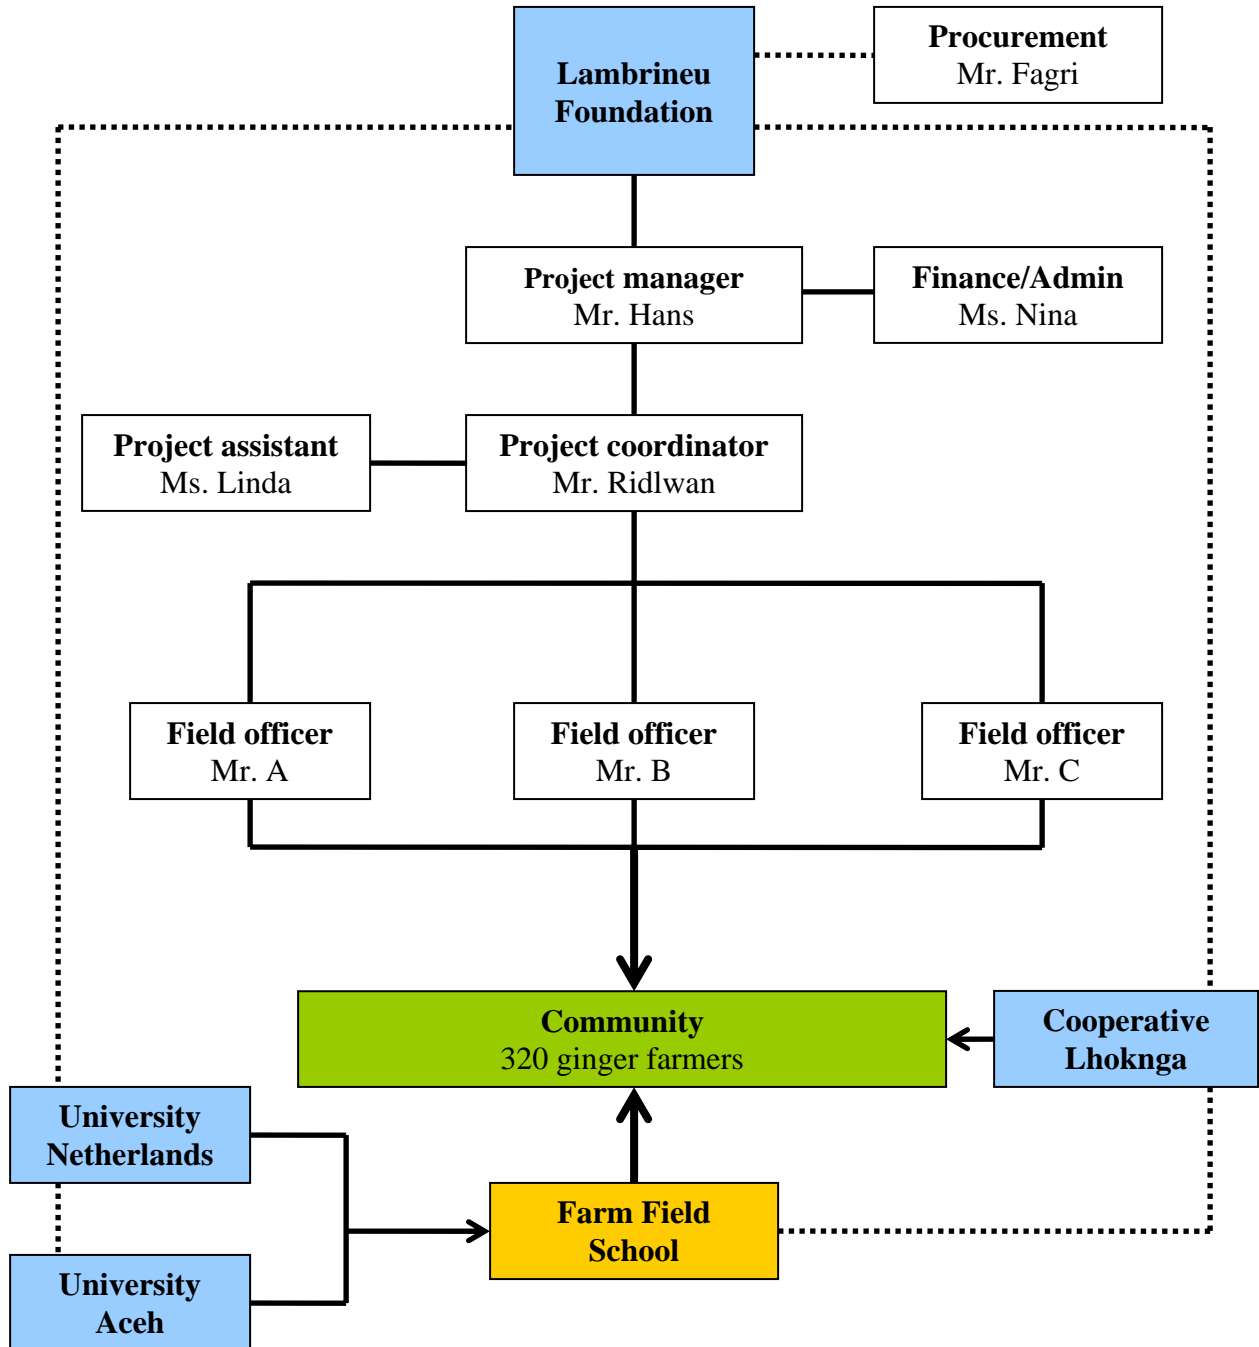 Lambrineu
Foundation
Procurement
Mr. Fagri
Project manager
Mr. Hans
Finance/Admin
Ms. Nina
Project assistant
Ms. Linda
Project coordinator
Mr. Ridlwan
Field officer
Mr. A
Field officer
Mr. B
Field officer
Mr. C
Community
320 ginger farmers
Cooperative
Lhoknga
University
Netherlands
Farm Field
School
University
Aceh